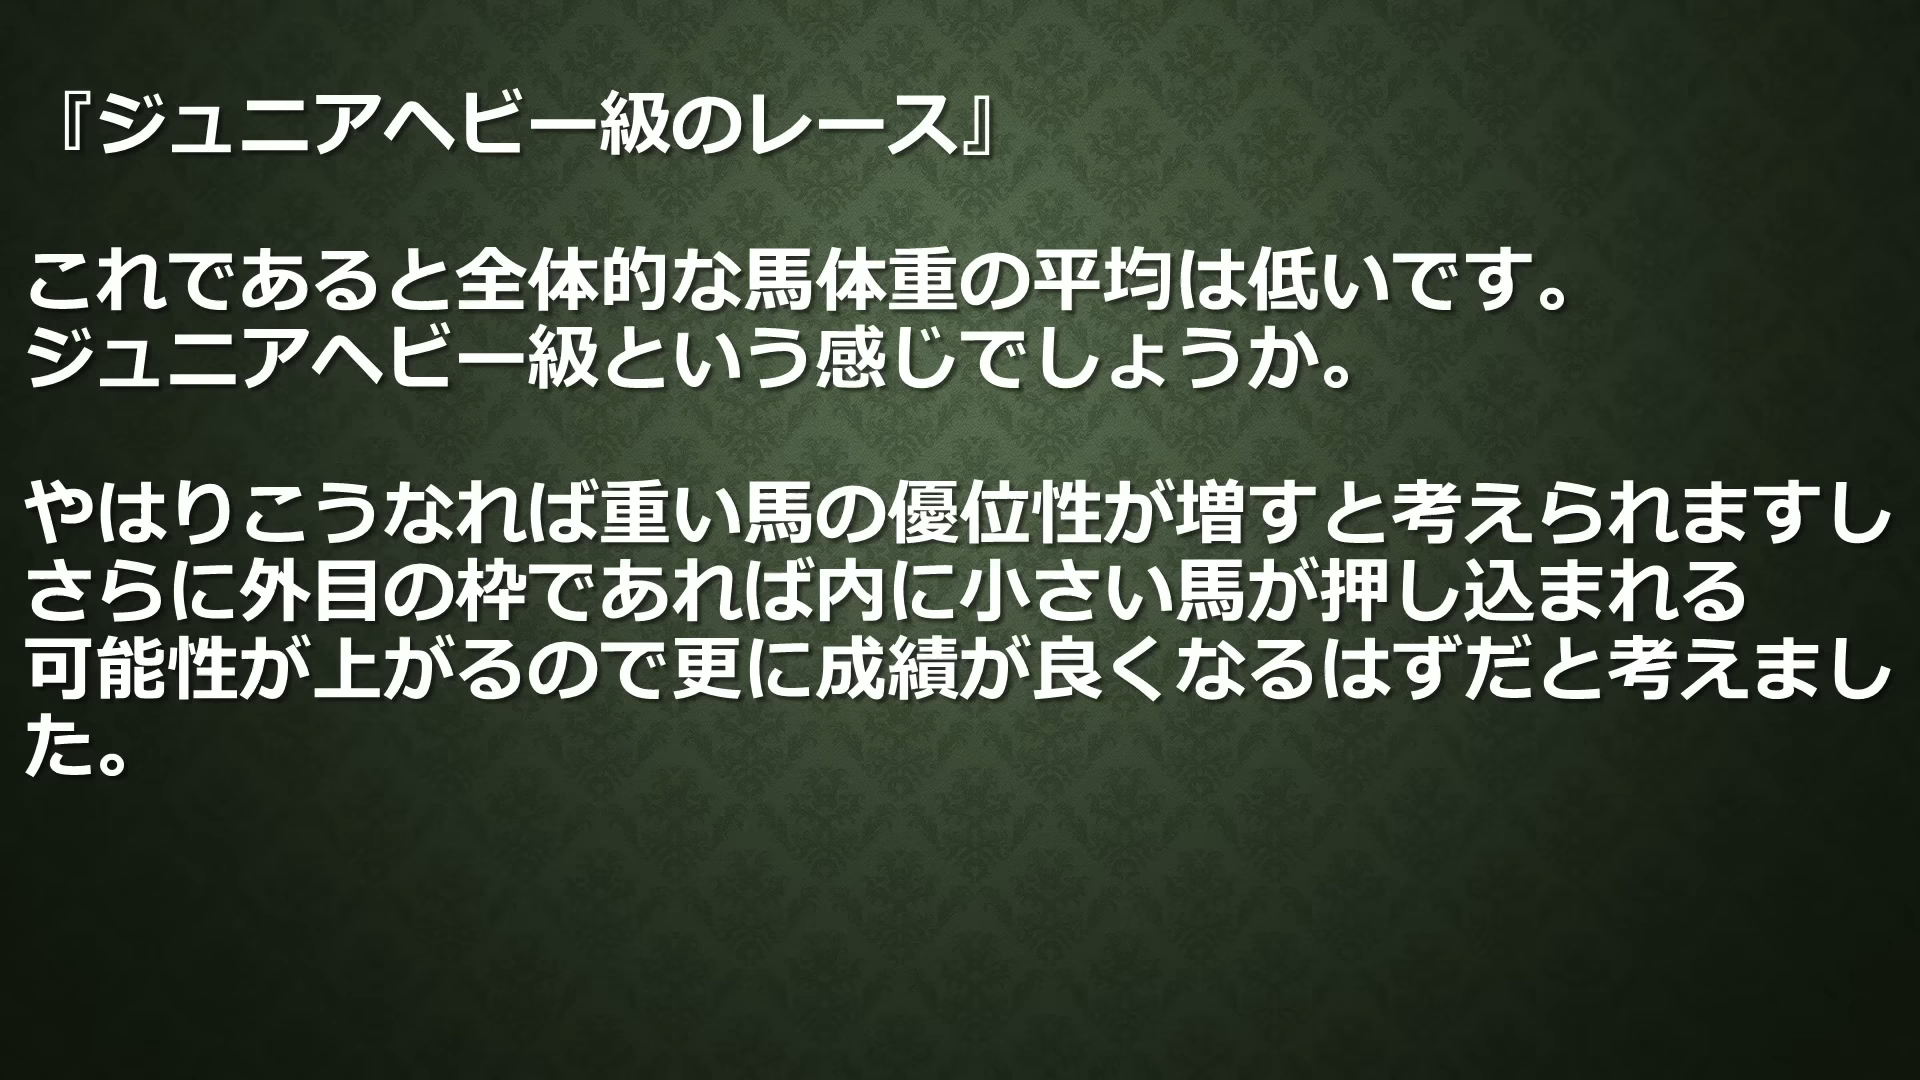 『ジュニアヘビー級のレース』
これであると全体的な馬体重の平均は低いです。
ジュニアヘビー級という感じでしょうか。
やはりこうなれば重い馬の優位性が増すと考えられますし
さらに外目の枠であれば内に小さい馬が押し込まれる
可能性が上がるので更に成績が良くなるはずだと考えまし
た。